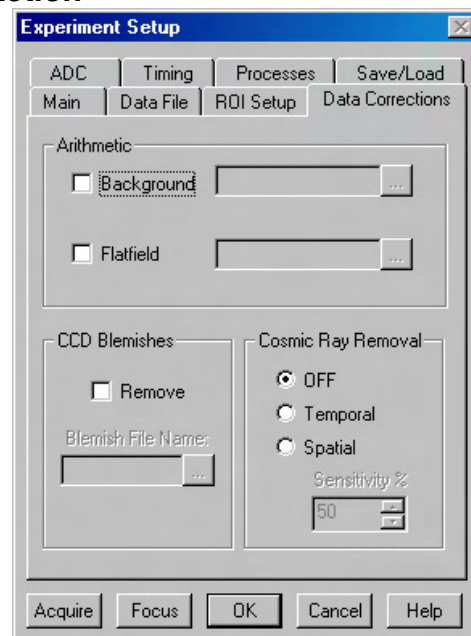 Experiment Setup
ADC Timing Processes Save/Load
Main Data File ROI Setup Data Corrections
Arithmetic
Background ...
Flatfield ...
CCD Blemishes
Remove
Blemish File Name:
...
Cosmic Ray Removal
OFF
Temporal
Spatial
Sensitivity %
50
Acquire Focus OK Cancel Help